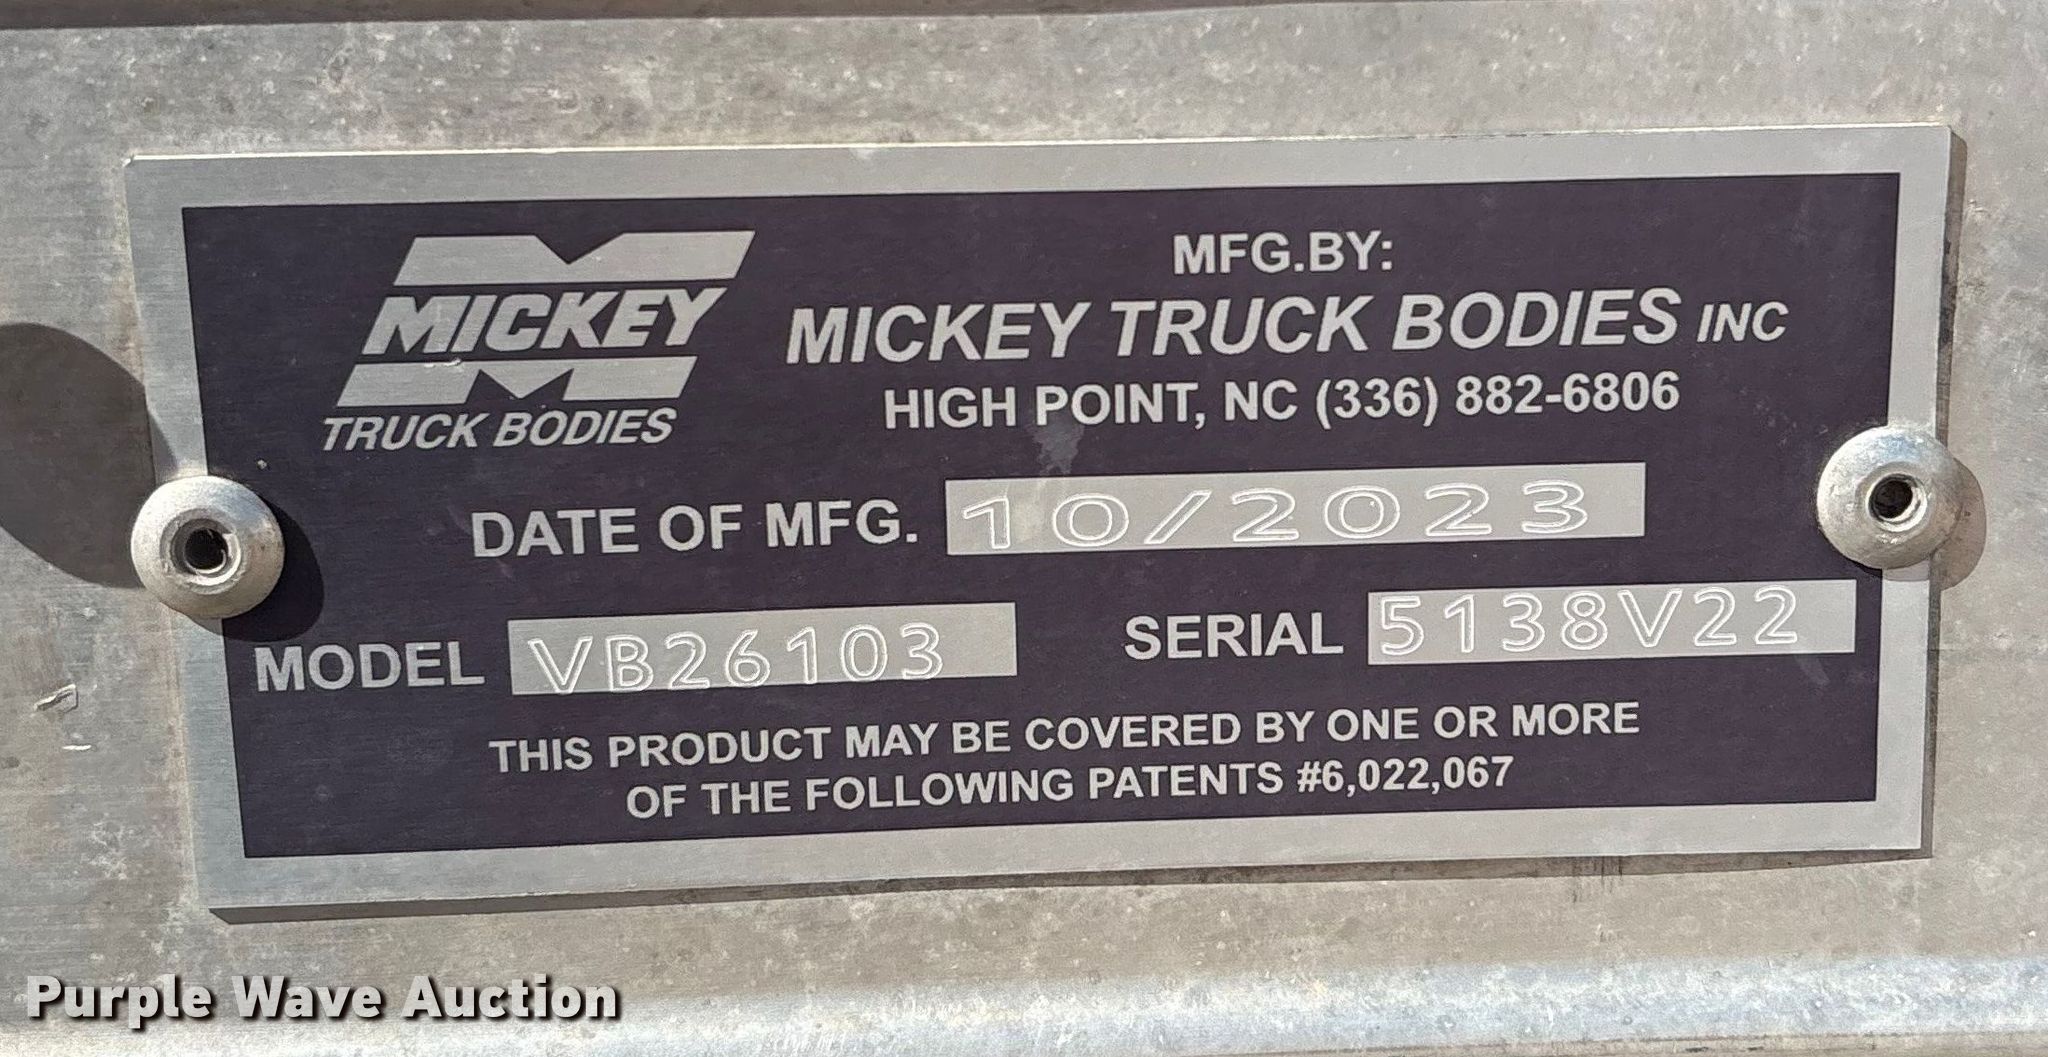 MICKEY
TRUCK BODIES
MFG.BY:
MICKEY TRUCK BODIES INC
HIGH POINT, NC (336) 882-6806
DATE OF MFG. 10/2023
MODEL VB26103 SERIAL 5138V22
THIS PRODUCT MAY BE COVERED BY ONE OR MORE
OF THE FOLLOWING PATENTS #6,022,067
Purple Wave Auction